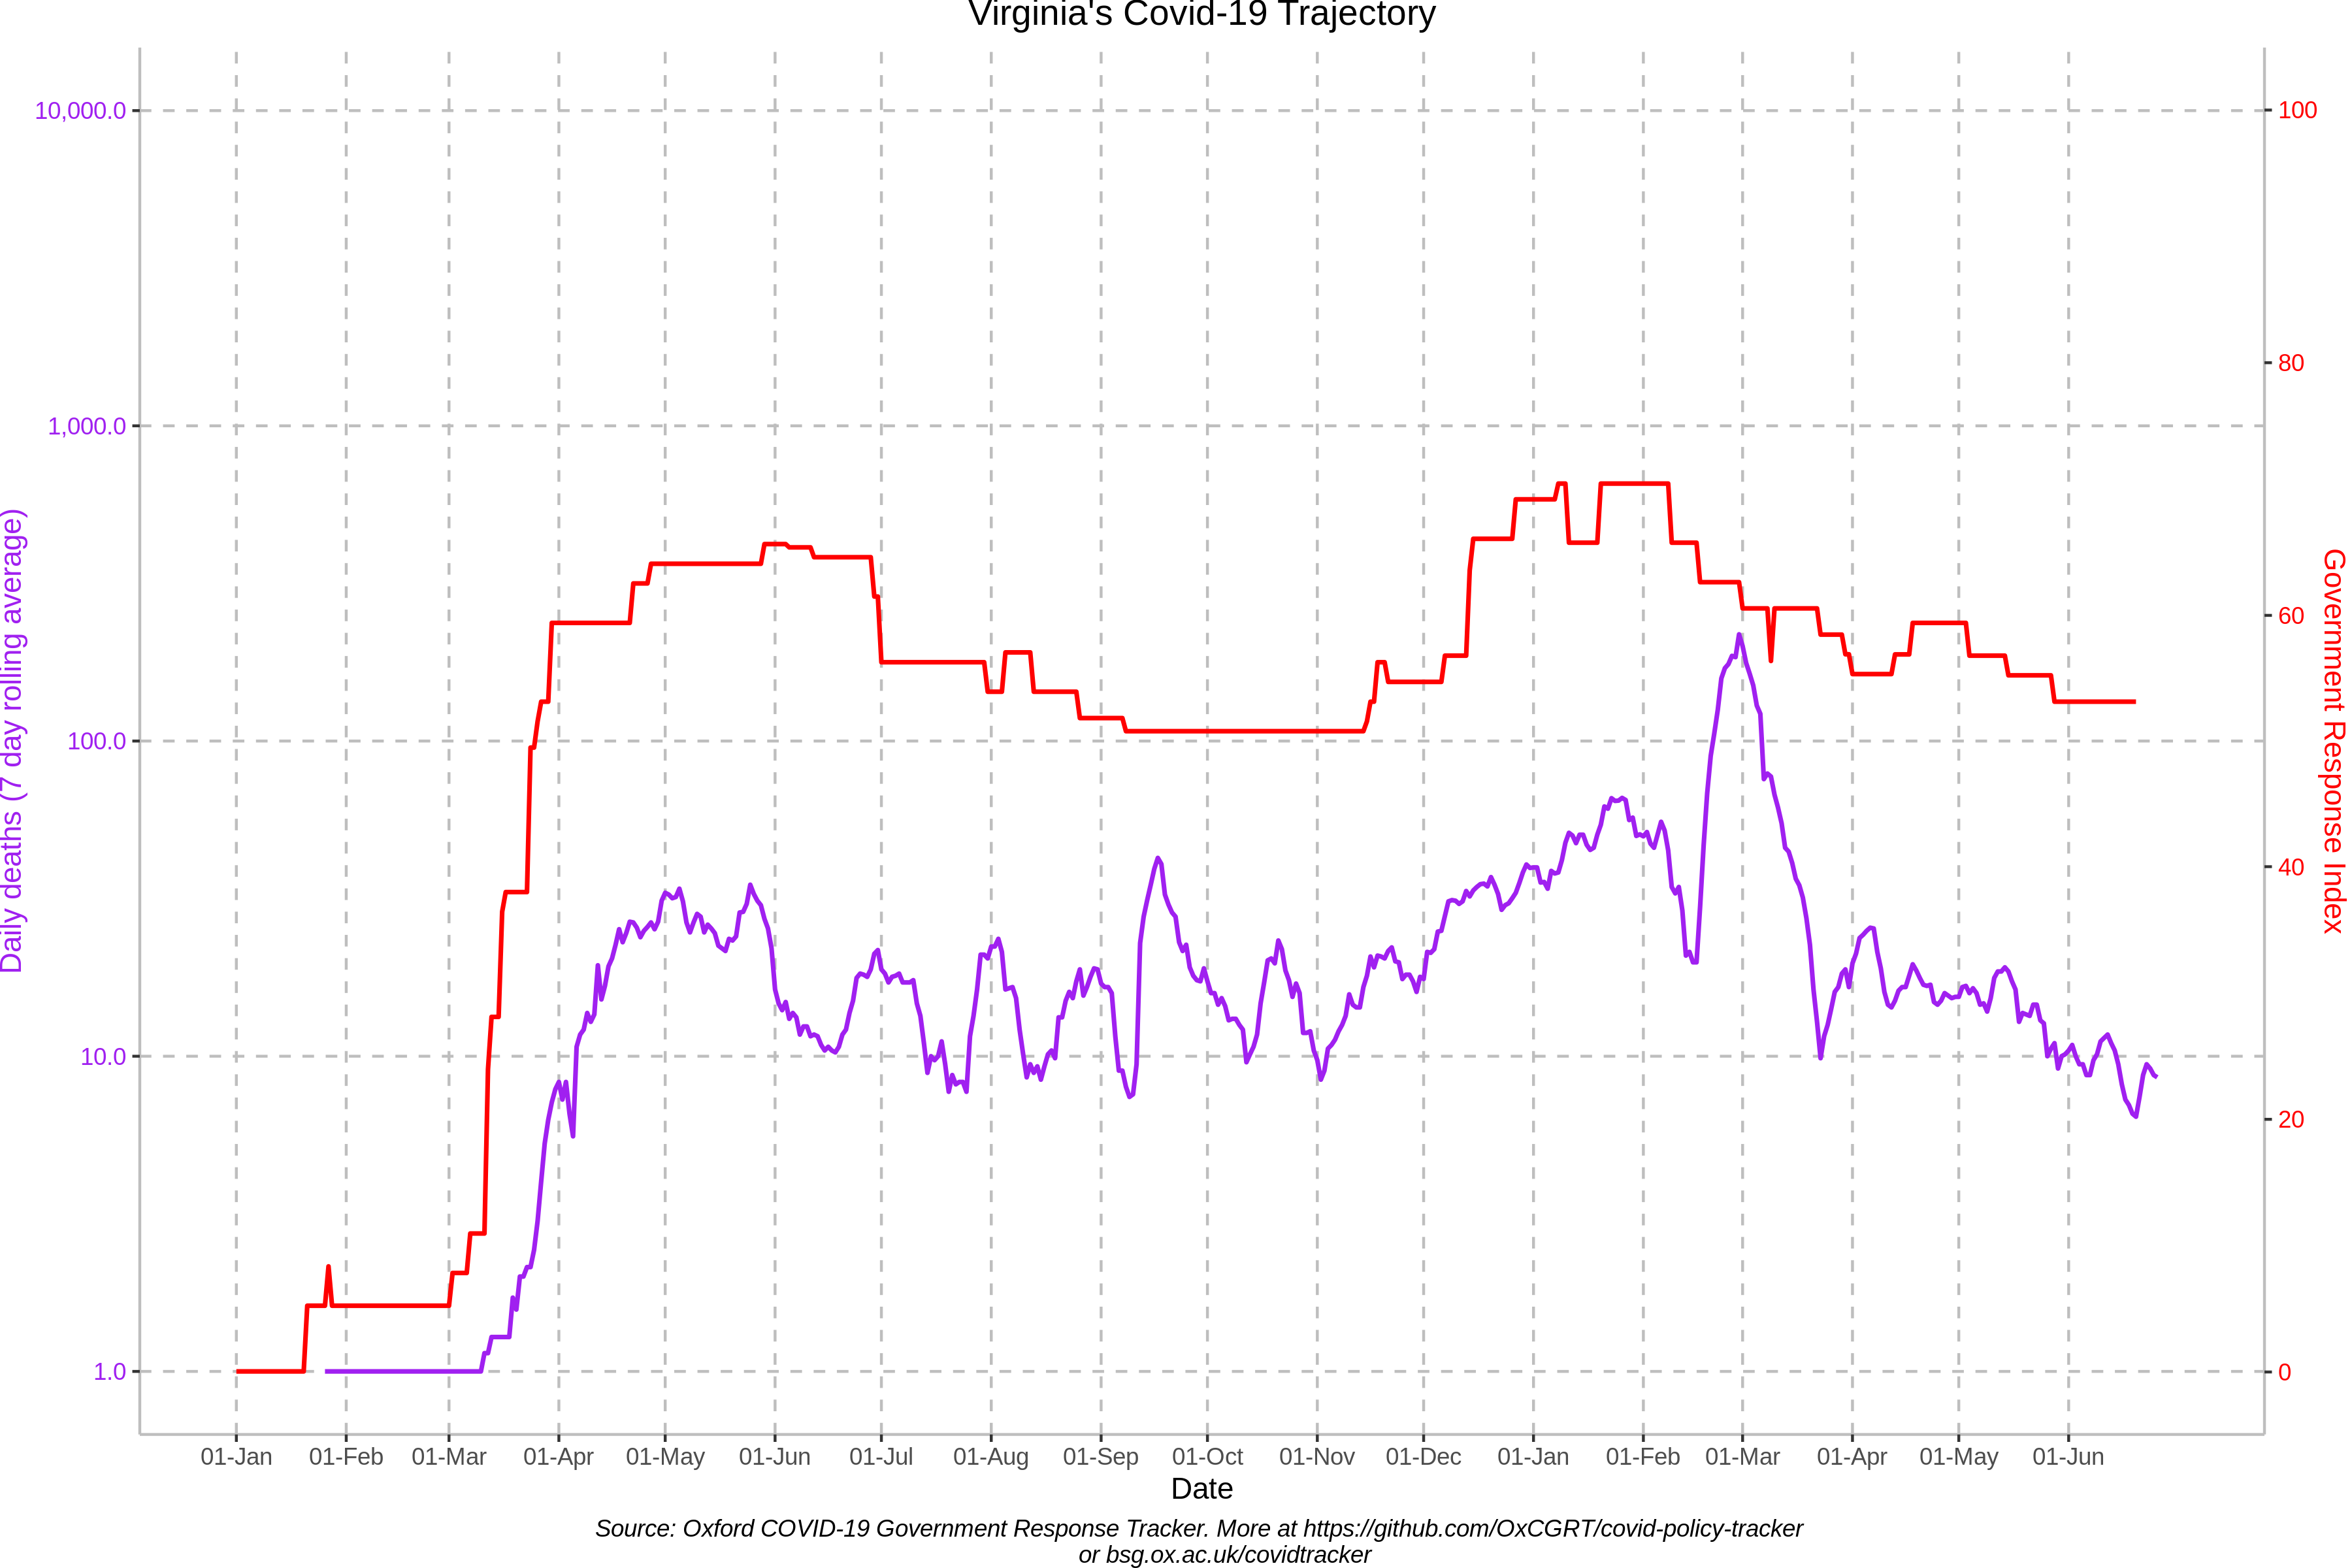 Virginia's Covid-19 Trajectory
10,000.0
1,000.0
100.0
10.0
1.0
Daily deaths (7 day rolling average)
100
80
60
40
20
0
Government Response Index
01-Jan 01-Feb 01-Mar 01-Apr 01-May 01-Jun 01-Jul 01-Aug 01-Sep 01-Oct 01-Nov 01-Dec 01-Jan 01-Feb 01-Mar 01-Apr 01-May 01-Jun
Date
Source: Oxford COVID-19 Government Response Tracker. More at https://github.com/OxCGRT/covid-policy-tracker
or bsg.ox.ac.uk/covidtracker